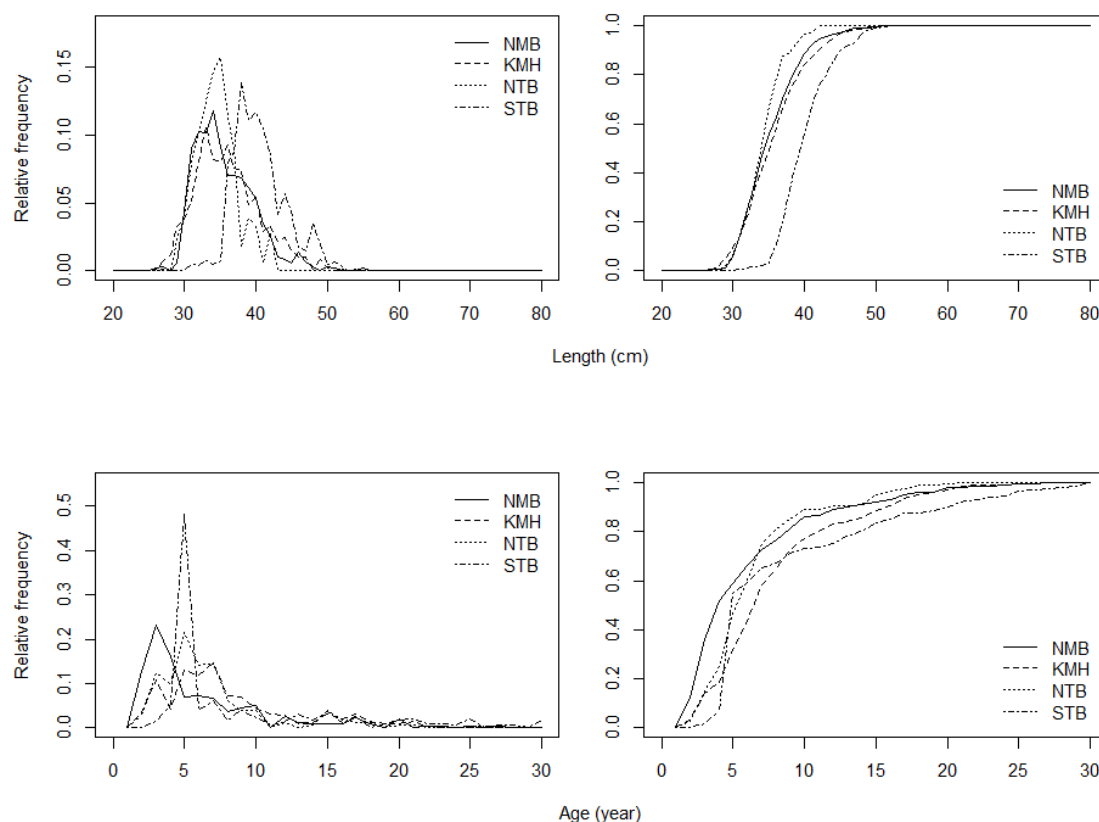 Relative frequency
0.00 0.05 0.10 0.15
20 30 40 50 60 70 80
NMB
KMH
NTB
STB
0.0 0.2 0.4 0.6 0.8 1.0
20 30 40 50 60 70 80
NMB
KMH
NTB
STB
Length (cm)
Relative frequency
0.0 0.1 0.2 0.3 0.4 0.5
0 5 10 15 20 25 30
NMB
KMH
NTB
STB
0.0 0.2 0.4 0.6 0.8 1.0
0 5 10 15 20 25 30
NMB
KMH
NTB
STB
Age (year)